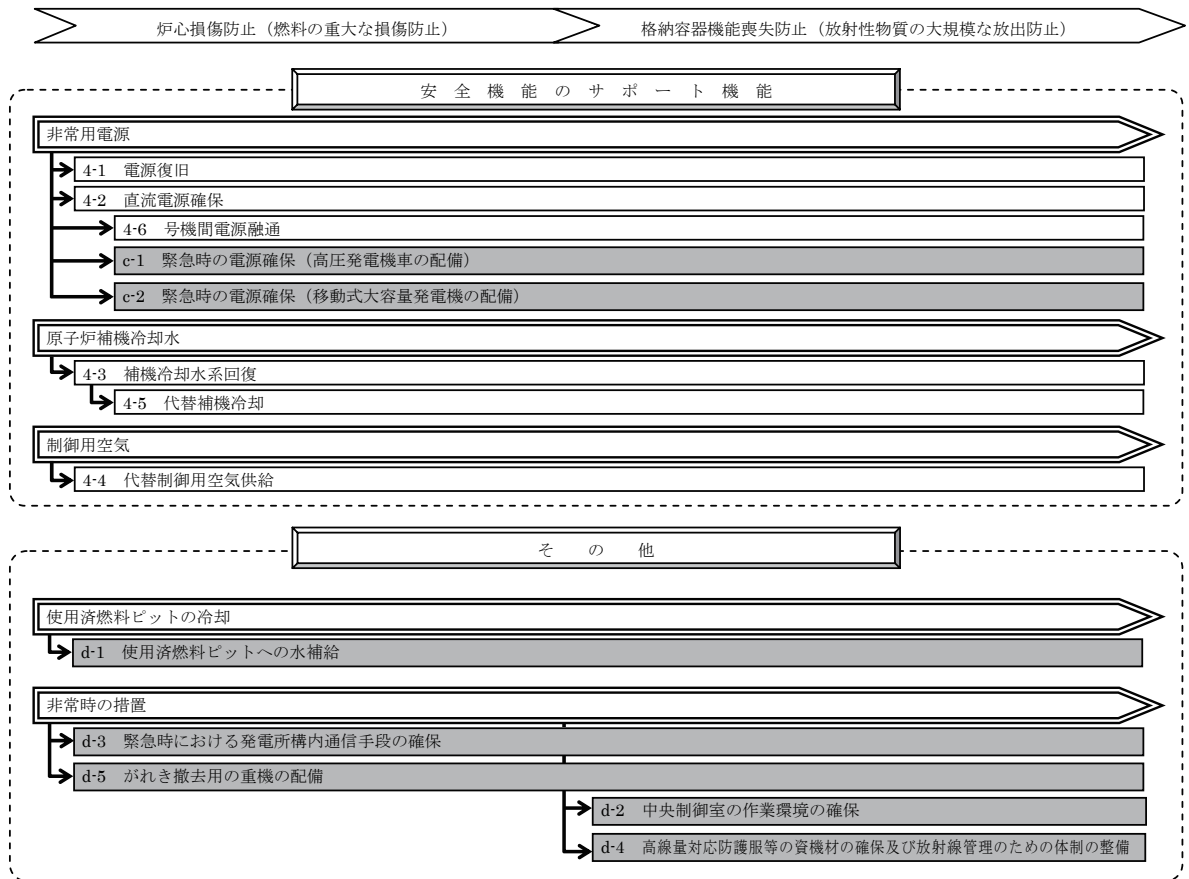 炉心損傷防止（燃料の重大な損傷防止）
格納容器機能喪失防止（放射性物質の大規模な放出防止）
安全機能のサポート機能
非常用電源
4-1 電源復旧
4-2 直流電源確保
4-6 号機間電源融通
c-1 緊急時の電源確保（高圧発電機車の配備）
c-2 緊急時の電源確保（移動式大容量発電機の配備）
原子炉補機冷却水
4-3 補機冷却水系回復
4-5 代替補機冷却
制御用空気
4-4 代替制御用空気供給
その他
使用済燃料ピットの冷却
d-1 使用済燃料ピットへの水補給
非常時の措置
d-3 緊急時における発電所構内通信手段の確保
d-5 がれき撤去用の重機の配備
d-2 中央制御室の作業環境の確保
d-4 高線量対応防護服等の資機材の確保及び放射線管理のための体制の整備